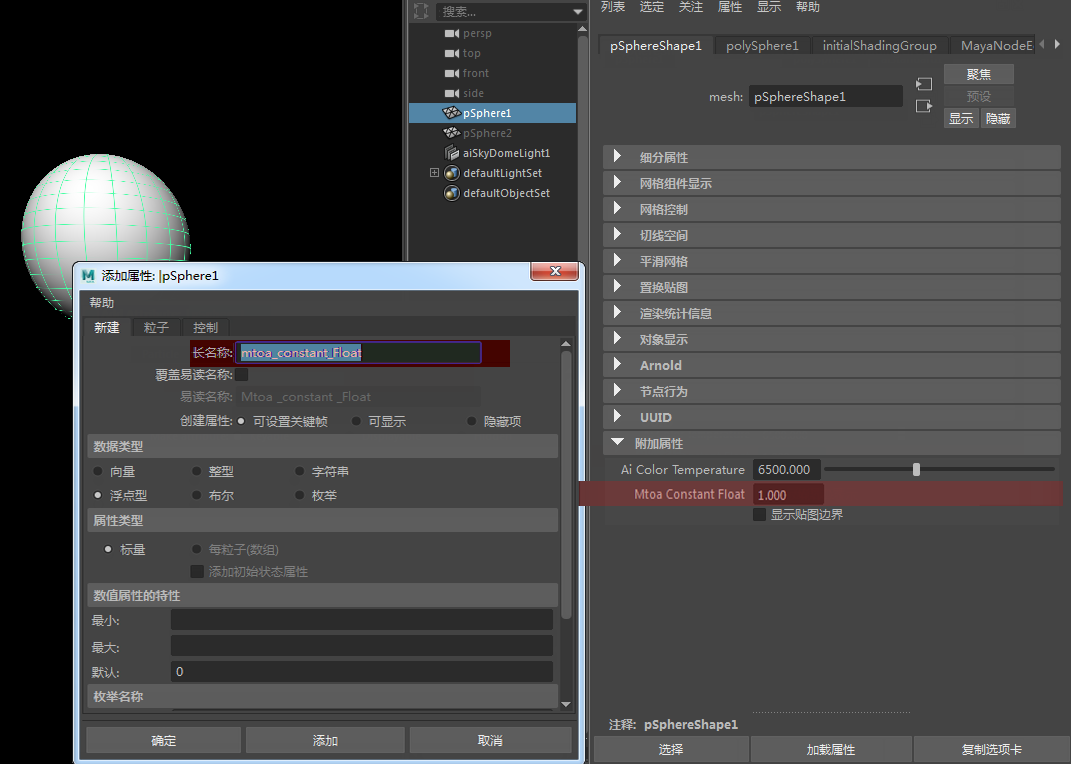 搜索...
persp
top
front
side
pSphere1
pSphere2
aiSkyDomeLight1
defaultLightSet
defaultObjectSet
列表 选定 关注 属性 显示 帮助
pSphereShape1 polySphere1 initialShadingGroup MayaNodeE
mesh: pSphereShape1
聚焦
预设
显示 隐藏
细分属性
网格组件显示
网格控制
切线空间
平滑网格
置换贴图
渲染统计信息
对象显示
Arnold
节点行为
UUID
附加属性
Ai Color Temperature 6500.000
Mtoa Constant Float 1.000
显示贴图边界
注释: pSphereShape1
选择 加载属性 复制选项卡
添加属性: |pSphere1
帮助
新建 粒子 控制
长名称: mtoa_constant_Float
覆盖易读名称:
易读名称: Mtoa _constant _Float
创建属性: 可设置关键帧 可显示 隐藏项
数据类型
向量 整型 字符串
浮点型 布尔 枚举
属性类型
标量 每粒子(数组)
添加初始状态属性
数值属性的特性
最小:
最大:
默认: 0
枚举名称
确定 添加 取消